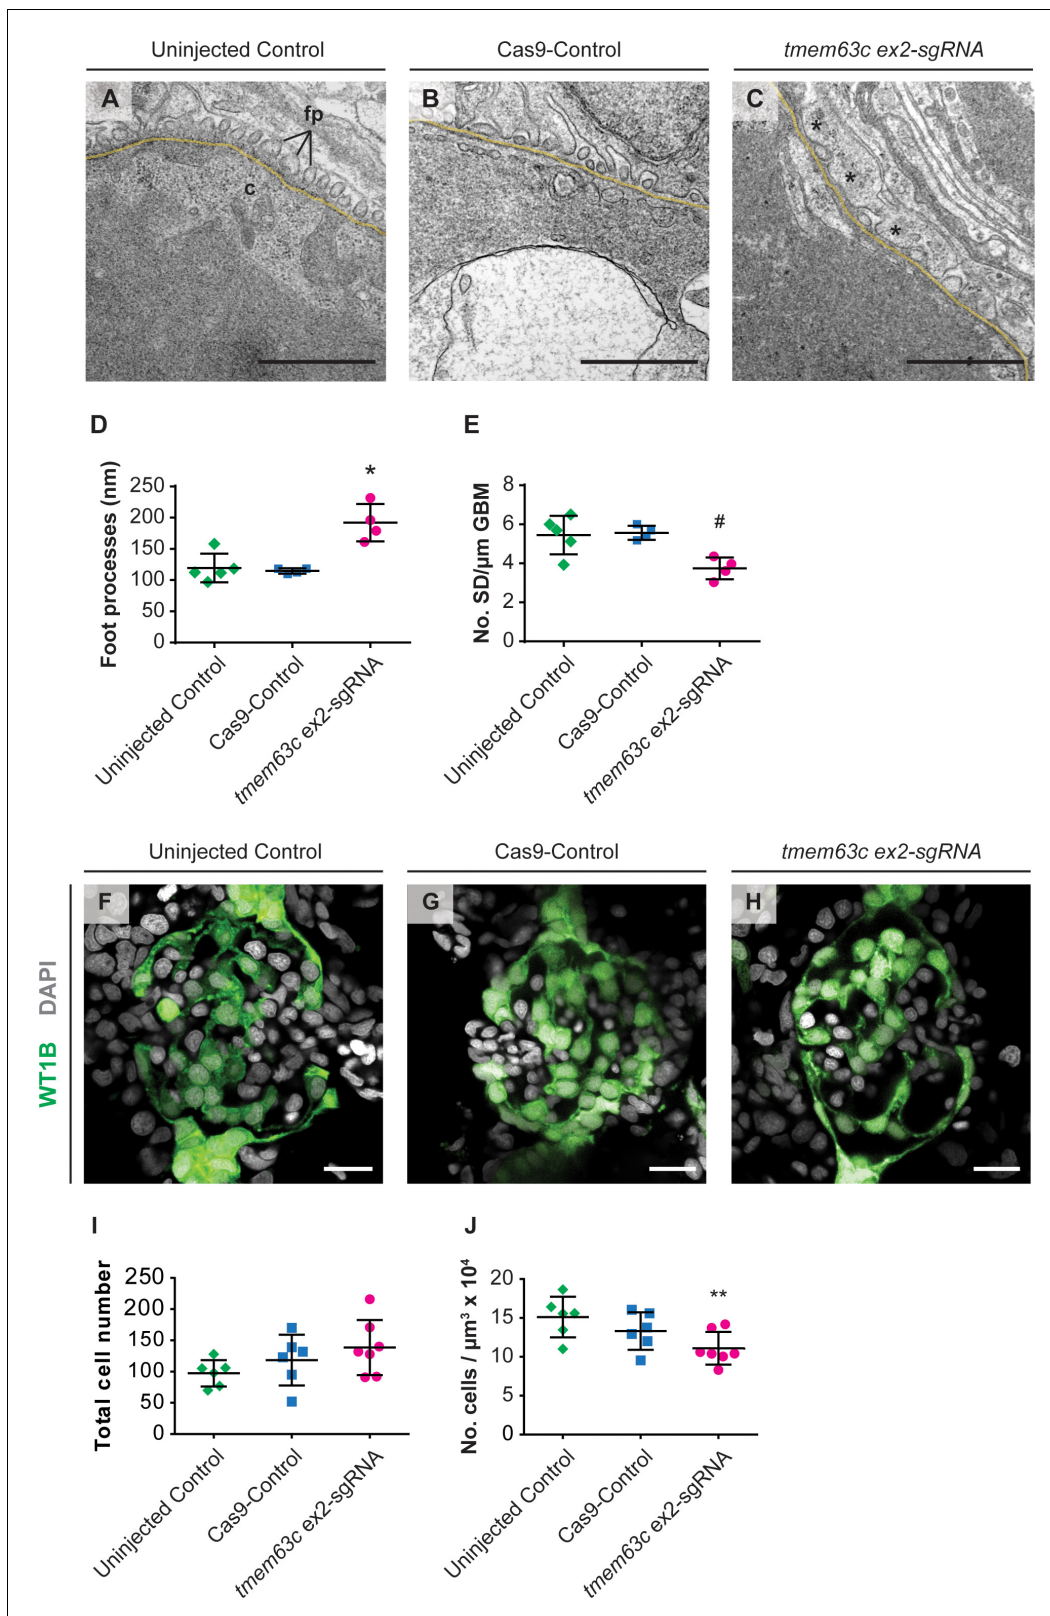 Uninjected Control
Cas9-Control
tmem63c ex2-sgRNA
A
fp
c
B
C
*
*
*
D
Foot processes (nm)
250
200
150
100
50
0
*
Uninjected Control
Cas9-Control
tmem63c ex2-sgRNA
E
No. SD/µm GBM
8
6
4
2
0
#
Uninjected Control
Cas9-Control
tmem63c ex2-sgRNA
Uninjected Control
Cas9-Control
tmem63c ex2-sgRNA
WT1B DAPI
F
G
H
I
Total cell number
250
200
150
100
50
0
Uninjected Control
Cas9-Control
tmem63c ex2-sgRNA
J
No. cells / µm³ x 10⁴
20
15
10
5
0
**
Uninjected Control
Cas9-Control
tmem63c ex2-sgRNA